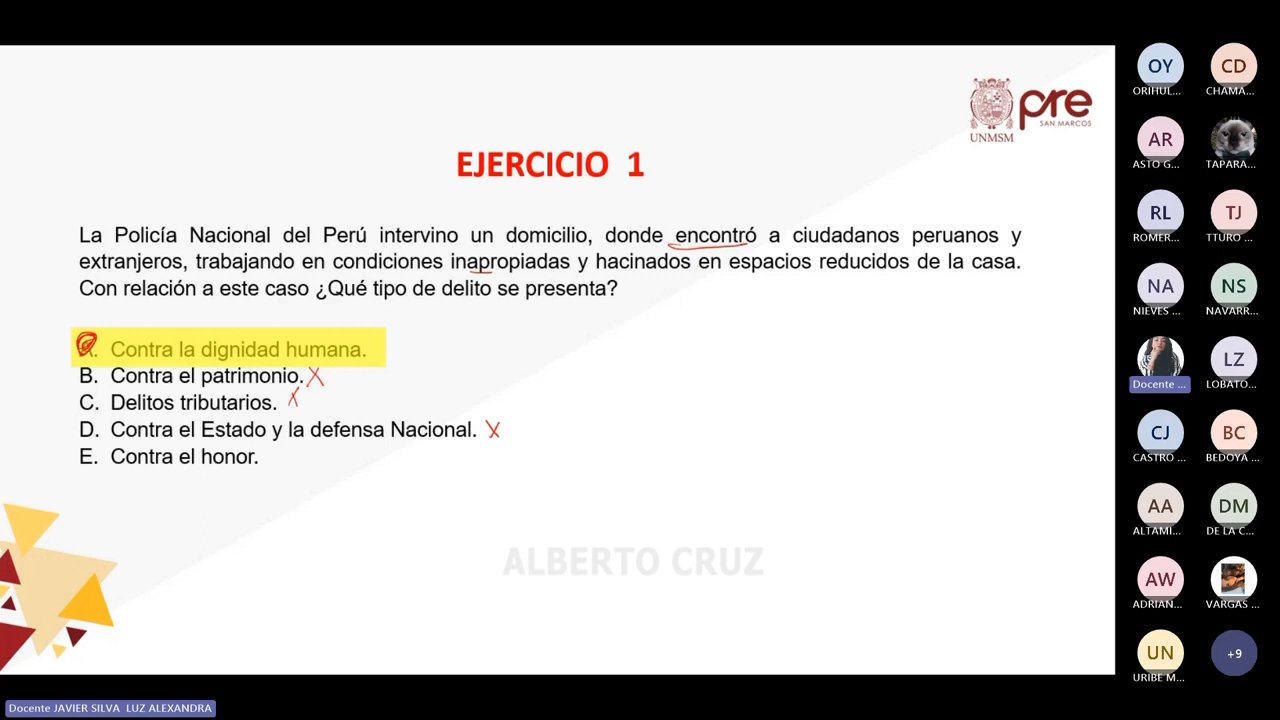 UNMSM
pre
SAN MARCOS
EJERCICIO 1
La Policía Nacional del Perú intervino un domicilio, donde encontró a ciudadanos peruanos y
extranjeros, trabajando en condiciones inapropiadas y hacinados en espacios reducidos de la casa.
Con relación a este caso ¿Qué tipo de delito se presenta?
A. Contra la dignidad humana.
B. Contra el patrimonio.
C. Delitos tributarios.
D. Contra el Estado y la defensa Nacional.
E. Contra el honor.
ALBERTO CRUZ
Docente JAVIER SILVA LUZ ALEXANDRA
OY
ORIHUL...
CD
CHAMA...
AR
ASTO G...
TAPARA...
RL
ROMER...
TJ
TTURO ...
NA
NIEVES ...
NS
NAVARR...
Docente ...
LZ
LOBATO...
CJ
CASTRO ...
BC
BEDOYA ...
AA
ALTAMI...
DM
DE LA C...
AW
ADRIAN...
VARGAS ...
UN
URIBE M...
+9